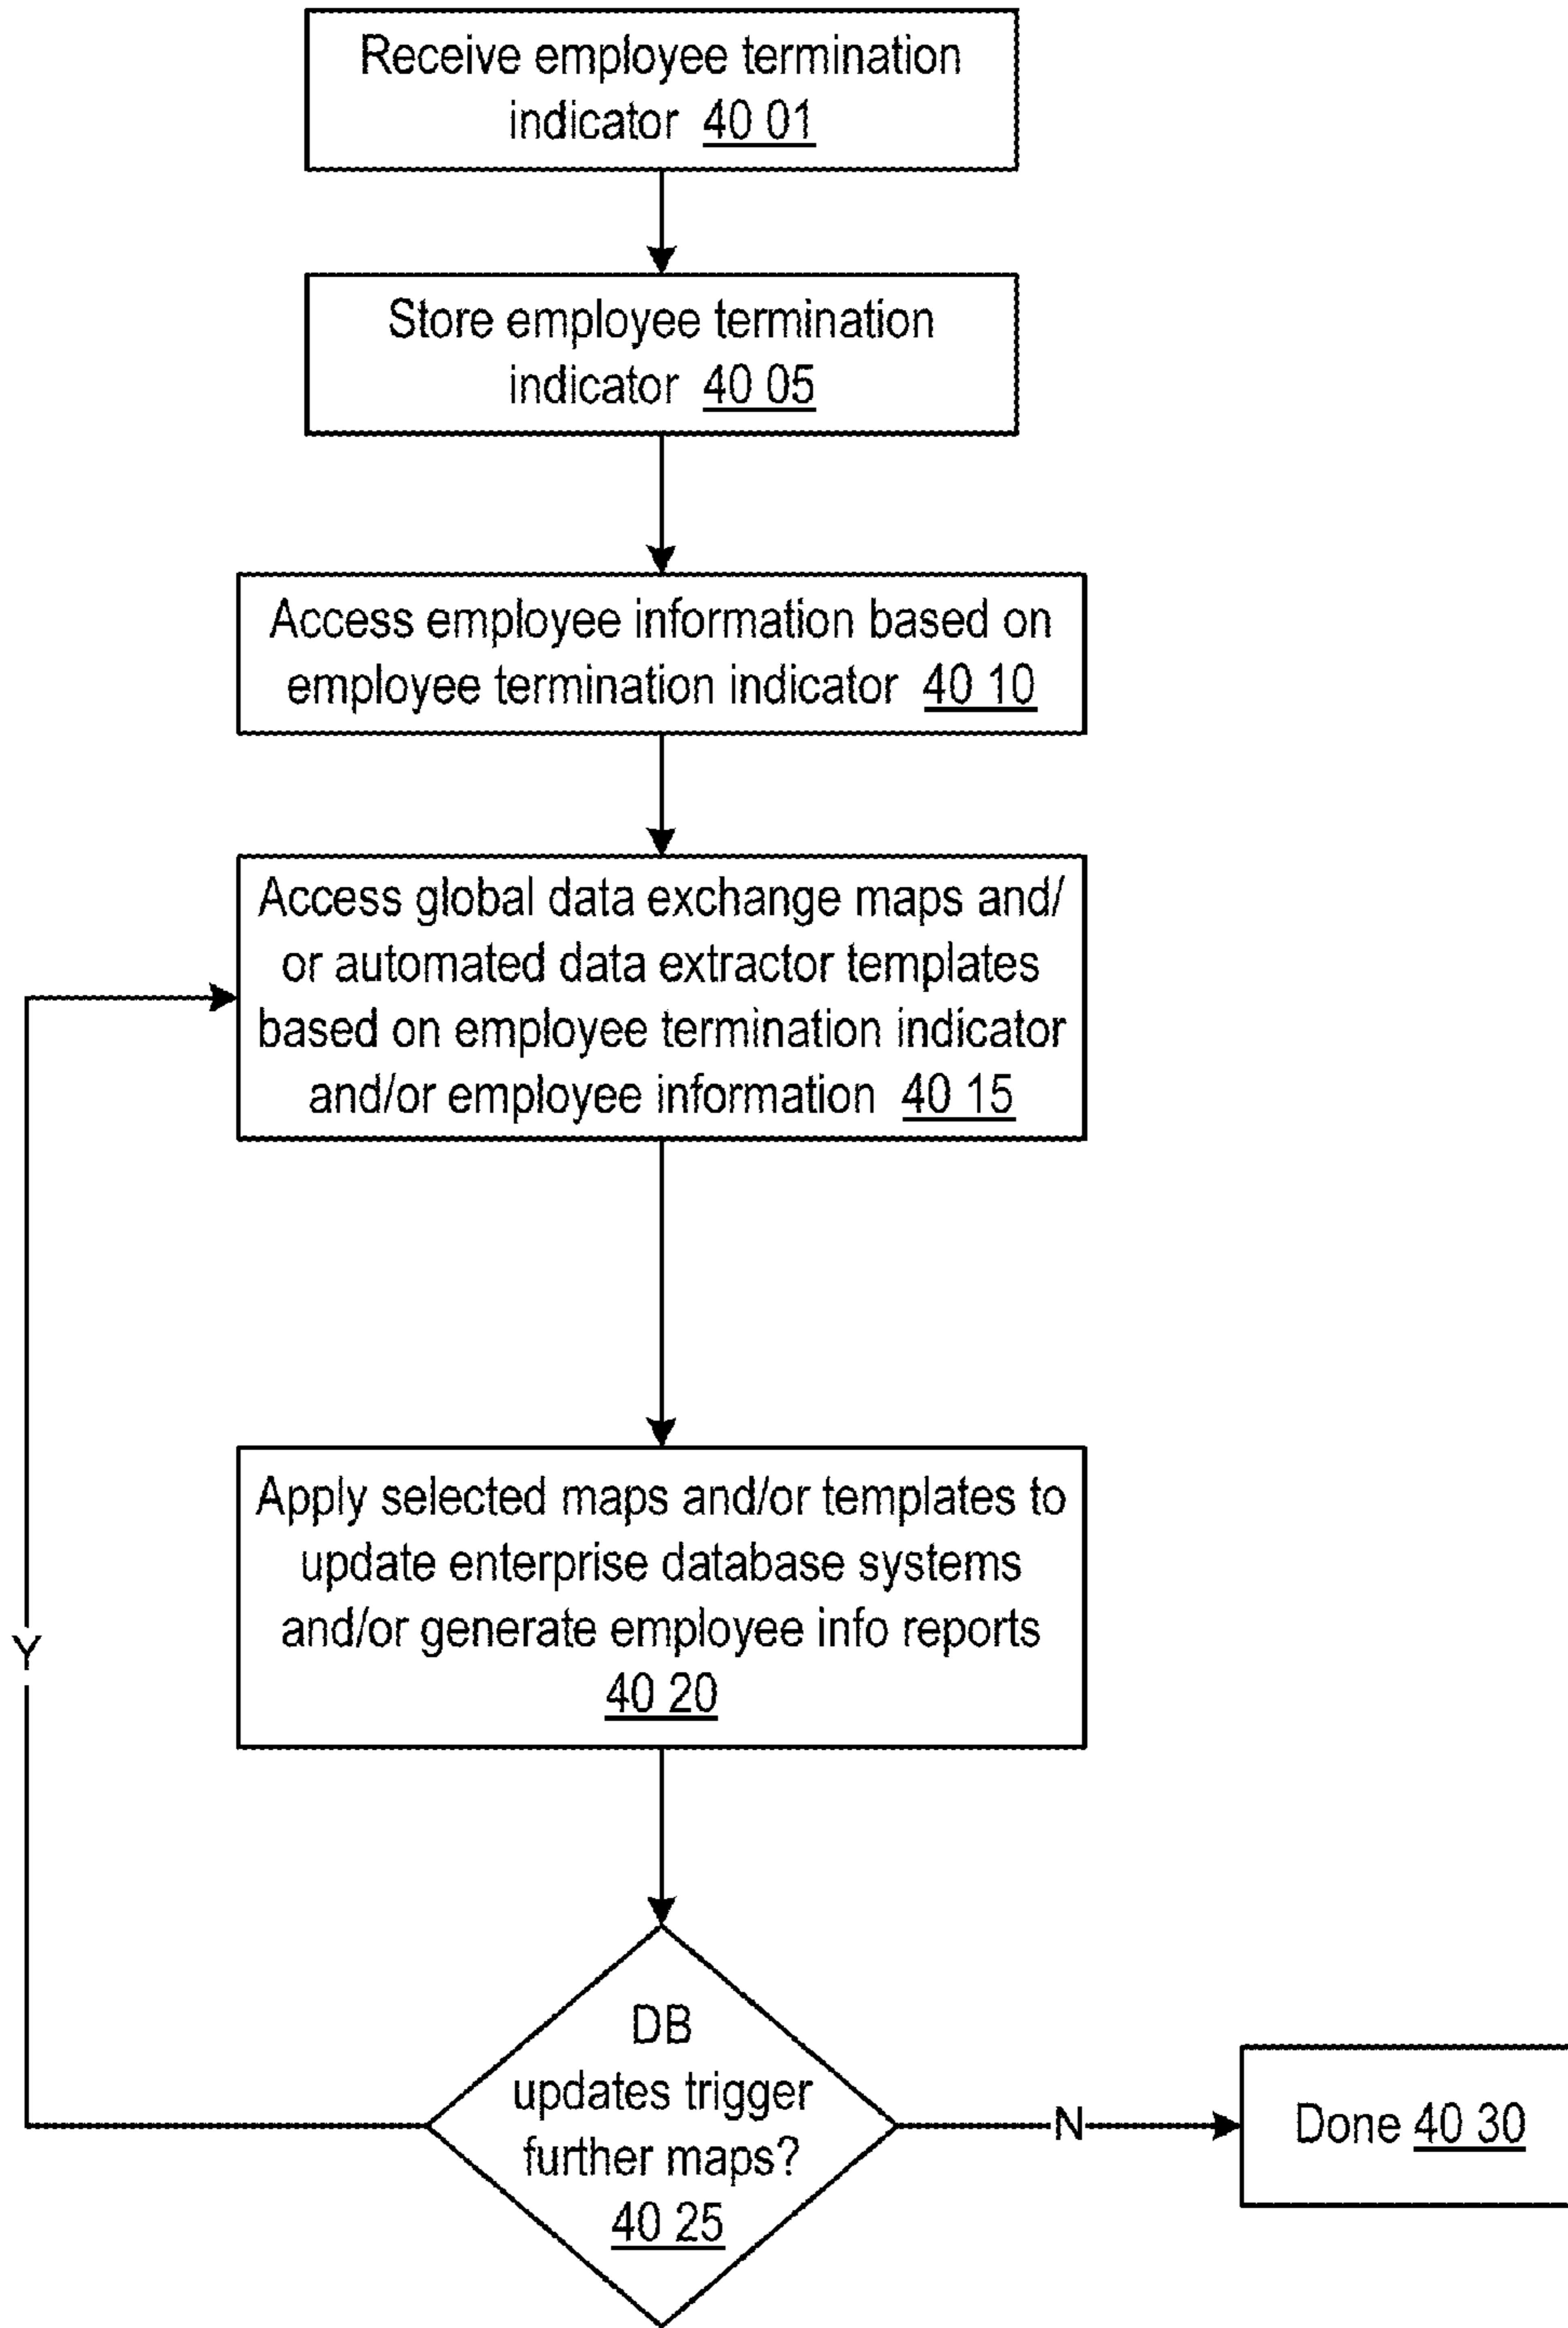 Receive employee termination
indicator 40 01
Store employee termination
indicator 40 05
Access employee information based on
employee termination indicator 40 10
Access global data exchange maps and/
or automated data extractor templates
based on employee termination indicator
and/or employee information 40 15
Apply selected maps and/or templates to
update enterprise database systems
and/or generate employee info reports
40 20
Y
DB
updates trigger
further maps?
40 25
N
Done 40 30